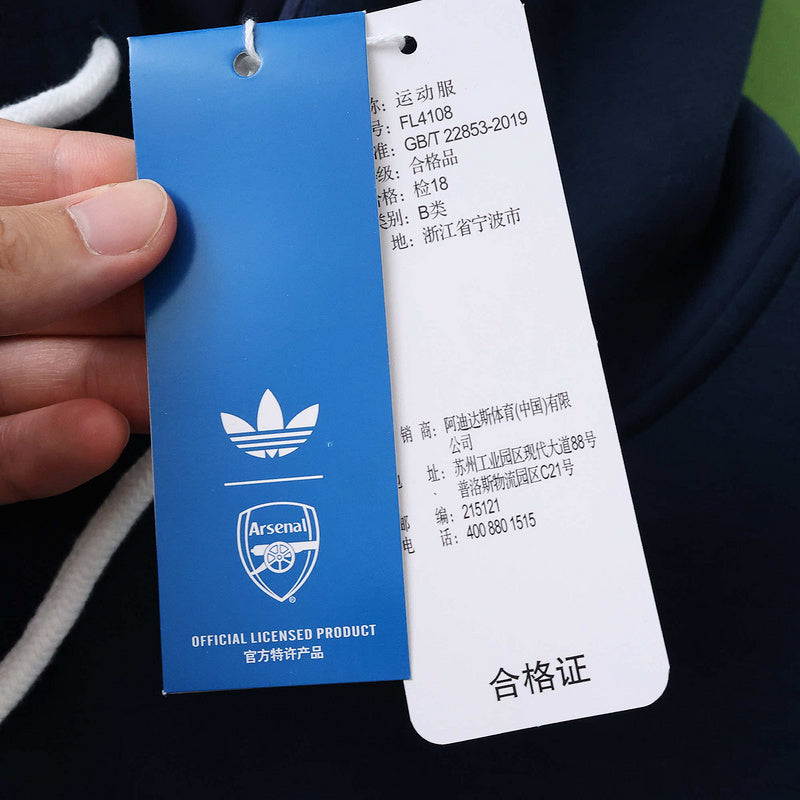 Arsenal
OFFICIAL LICENSED PRODUCT
官方特许产品
称：运动服
号：FL4108
准：GB/T 22853-2019
级：合格品
格：检18
类别：B类
地：浙江省宁波市
销 商：阿迪达斯体育(中国)有限
公司
址：苏州工业园区现代大道88号
普洛斯物流园区C21号
邮 编：215121
电 话：400 880 1515
合格证